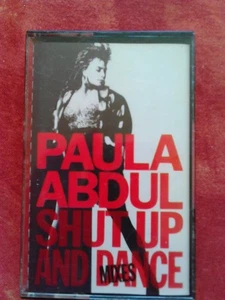 PAULA
ABDUL
SHUT UP
AND DANCE
MIXES